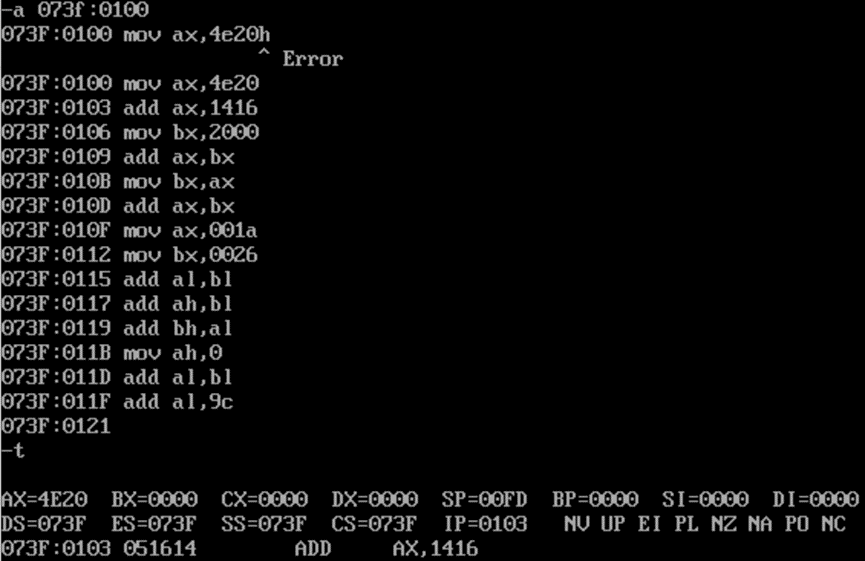 -a 073f:0100
073F:0100 mov ax,4e20h
^ Error
073F:0100 mov ax,4e20
073F:0103 add ax,1416
073F:0106 mov bx,2000
073F:0109 add ax,bx
073F:010B mov bx,ax
073F:010D add ax,bx
073F:010F mov ax,001a
073F:0112 mov bx,0026
073F:0115 add al,bl
073F:0117 add ah,bl
073F:0119 add bh,al
073F:011B mov ah,0
073F:011D add al,bl
073F:011F add al,9c
073F:0121
-t
AX=4E20 BX=0000 CX=0000 DX=0000 SP=00FD BP=0000 SI=0000 DI=0000
DS=073F ES=073F SS=073F CS=073F IP=0103 NV UP EI PL NZ NA PO NC
073F:0103 051614 ADD AX,1416